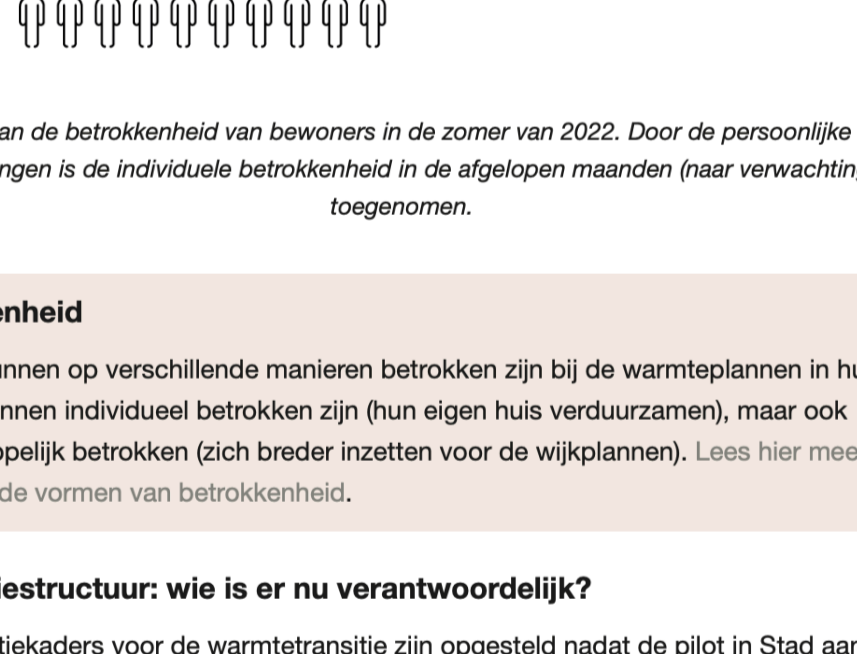 an de betrokkenheid van bewoners in de zomer van 2022. Door de persoonlijke
ngen is de individuele betrokkenheid in de afgelopen maanden (naar verwachtin
toegenomen.
enheid
unnen op verschillende manieren betrokken zijn bij de warmteplannen in hu
nnen individueel betrokken zijn (hun eigen huis verduurzamen), maar ook
ppelijk betrokken (zich breder inzetten voor de wijkplannen). Lees hier mee
de vormen van betrokkenheid.
iestructuur: wie is er nu verantwoordelijk?
tiekaders voor de warmtetransitie zijn opgesteld nadat de pilot in Stad aan